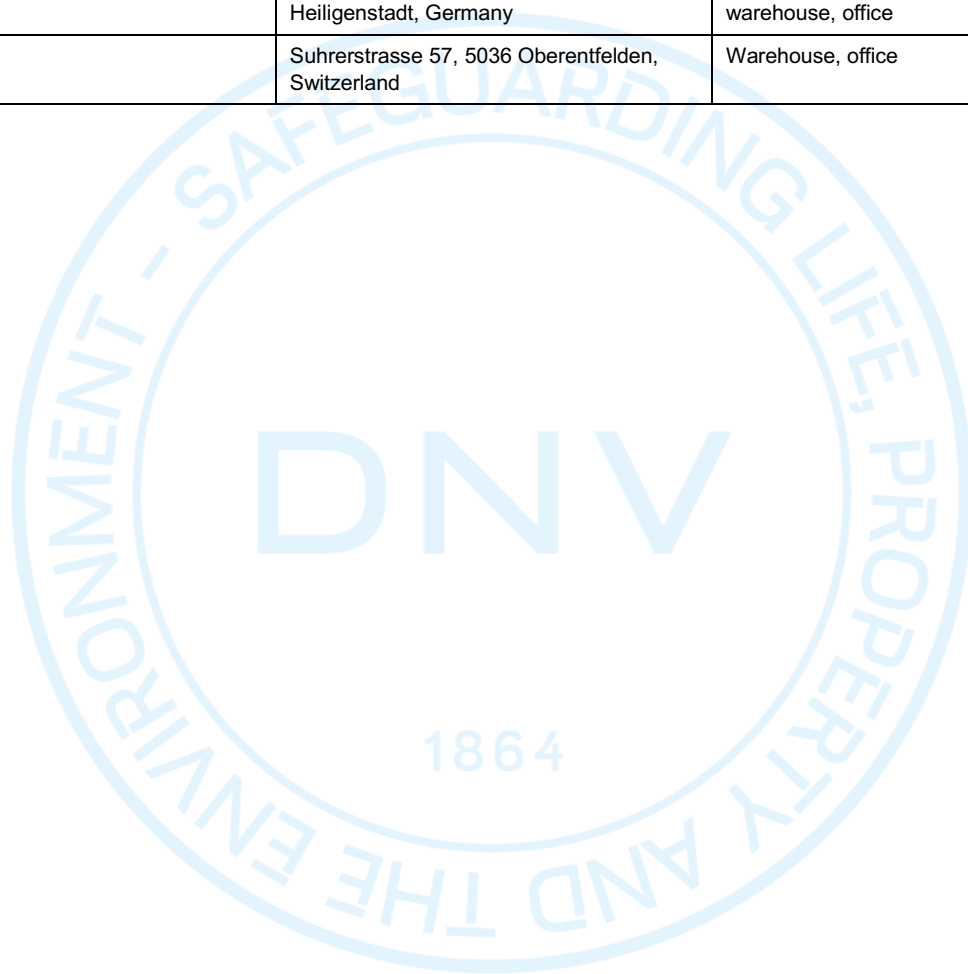 Heiligenstadt, Germany
warehouse, office
Suhrerstrasse 57, 5036 Oberentfelden,
Switzerland
Warehouse, office
SAFEGUARDING LIFE, PROPERTY AND THE ENVIRONMENT -
DNV
1864